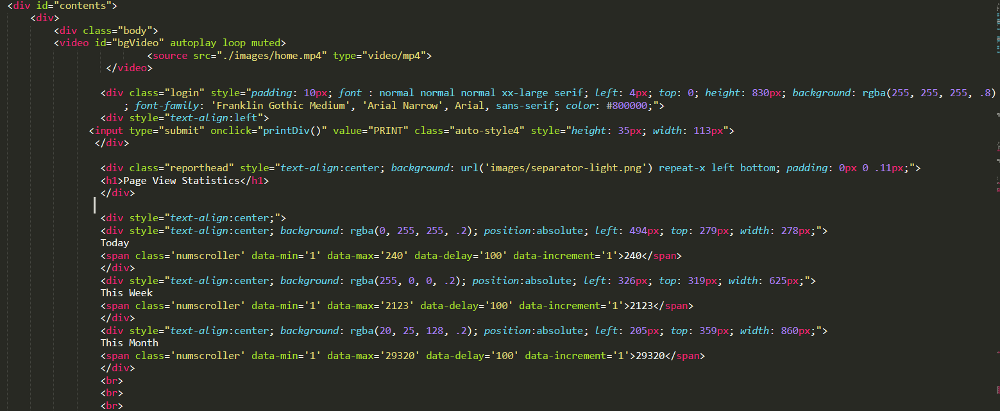 <div id="contents">
<div>
<div class="body">
<video id="bgVideo" autoplay loop muted>
<source src="./images/home.mp4" type="video/mp4">
</video>
<div class="login" style="padding: 10px; font : normal normal normal xx-large serif; left: 4px; top: 0; height: 830px; background: rgba(255, 255, 255, .8)
; font-family: 'Franklin Gothic Medium', 'Arial Narrow', Arial, sans-serif; color: #800000;">
<div style="text-align:left">
<input type="submit" onclick="printDiv()" value="PRINT" class="auto-style4" style="height: 35px; width: 113px">
</div>
<div class="reporthead" style="text-align:center; background: url('images/separator-light.png') repeat-x left bottom; padding: 0px 0 .11px;">
<h1>Page View Statistics</h1>
</div>
<div style="text-align:center;">
<div style="text-align:center; background: rgba(0, 255, 255, .2); position:absolute; left: 494px; top: 279px; width: 278px;">
Today
<span class='numscroller' data-min='1' data-max='240' data-delay='100' data-increment='1'>240</span>
</div>
<div style="text-align:center; background: rgba(255, 0, 0, .2); position:absolute; left: 326px; top: 319px; width: 625px;">
This Week
<span class='numscroller' data-min='1' data-max='2123' data-delay='100' data-increment='1'>2123</span>
</div>
<div style="text-align:center; background: rgba(20, 25, 128, .2); position:absolute; left: 205px; top: 359px; width: 860px;">
This Month
<span class='numscroller' data-min='1' data-max='29320' data-delay='100' data-increment='1'>29320</span>
</div>
<br>
<br>
<br>